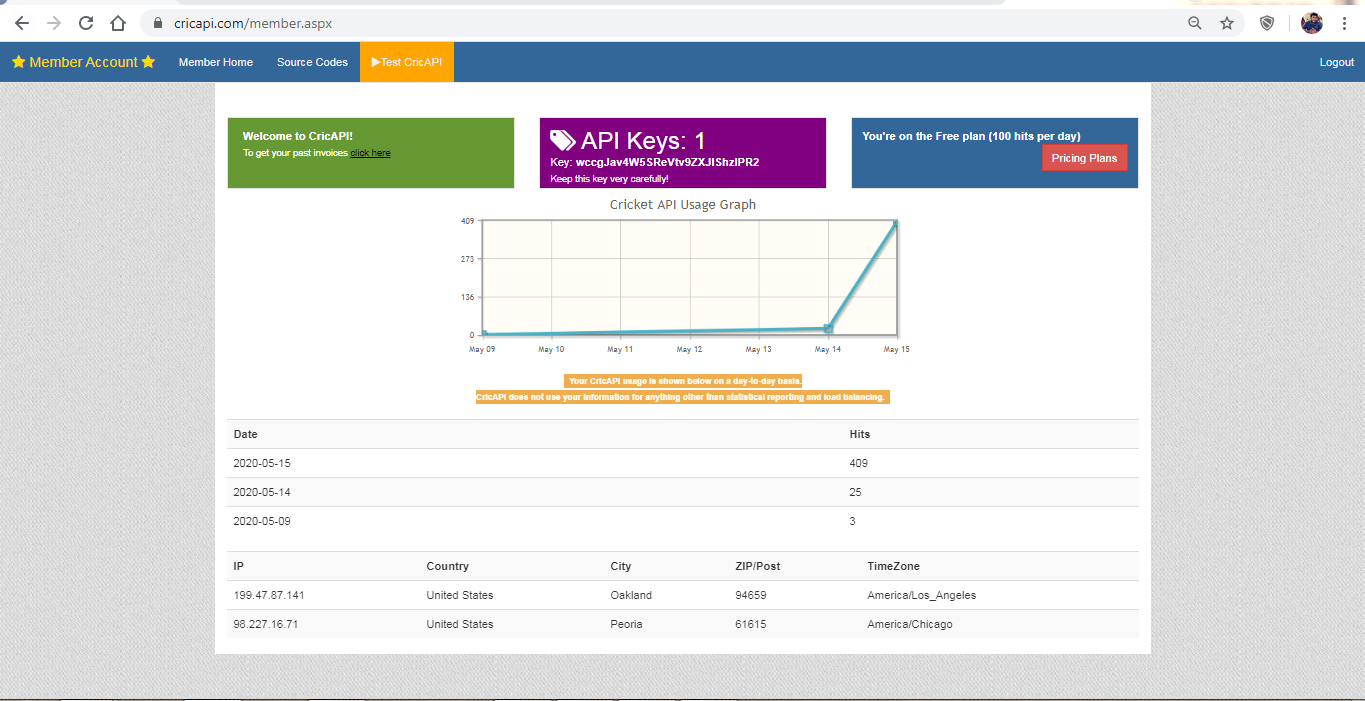 cricapi.com/member.aspx
Member Account
Member Home
Source Codes
Test CricAPI
Logout
Welcome to CricAPI!
To get your past invoices click here
API Keys: 1
Key: wccgJav4W5SReVtv9ZXJIShzIPR2
Keep this key very carefully!
You're on the Free plan (100 hits per day)
Pricing Plans
Cricket API Usage Graph
409
273
136
0
May 09 May 10 May 11 May 12 May 13 May 14 May 15
Your CricAPI usage is shown below on a day-to-day basis.
CricAPI does not use your information for anything other than statistical reporting and load balancing.
Date Hits
2020-05-15 409
2020-05-14 25
2020-05-09 3
IP Country City ZIP/Post TimeZone
199.47.87.141 United States Oakland 94659 America/Los_Angeles
98.227.16.71 United States Peoria 61615 America/Chicago